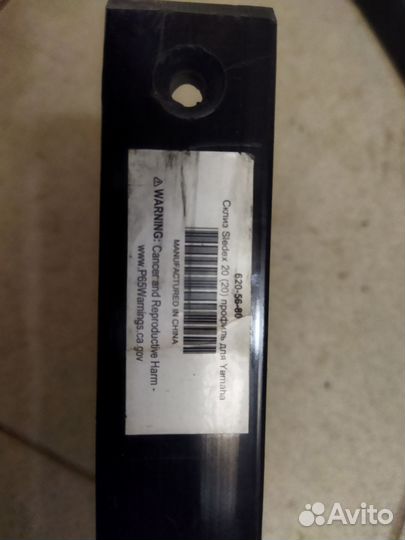 620-56-80
Склиз Sledex 20 (20) профиль для Yamaha
MANUFACTURED IN CHINA
⚠WARNING: Cancer and Reproductive Harm -
www.P65Warnings.ca.gov
Avito